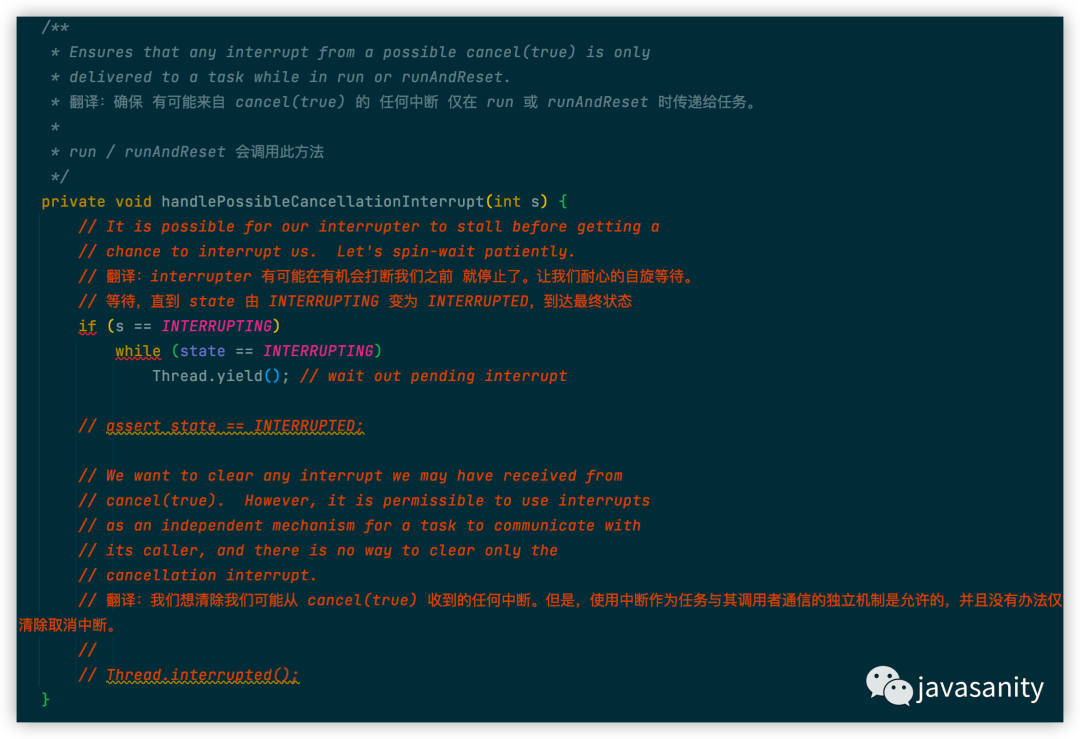 /**
 * Ensures that any interrupt from a possible cancel(true) is only
 * delivered to a task while in run or runAndReset.
 * 翻译：确保 有可能来自 cancel(true) 的 任何中断 仅在 run 或 runAndReset 时传递给任务。
 *
 * run / runAndReset 会调用此方法
 */
private void handlePossibleCancellationInterrupt(int s) {
    // It is possible for our interrupter to stall before getting a
    // chance to interrupt us.  Let's spin-wait patiently.
    // 翻译：interrupter 有可能在有机会打断我们之前 就停止了。让我们耐心的自旋等待。
    // 等待，直到 state 由 INTERRUPTING 变为 INTERRUPTED，到达最终状态
    if (s == INTERRUPTING)
        while (state == INTERRUPTING)
            Thread.yield(); // wait out pending interrupt

    // assert state == INTERRUPTED;

    // We want to clear any interrupt we may have received from
    // cancel(true).  However, it is permissible to use interrupts
    // as an independent mechanism for a task to communicate with
    // its caller, and there is no way to clear only the
    // cancellation interrupt.
    // 翻译：我们想清除我们可能从 cancel(true) 收到的任何中断。但是，使用中断作为任务与其调用者通信的独立机制是允许的，并且没有办法仅
清除取消中断。
    //
    // Thread.interrupted();
}
javasanity